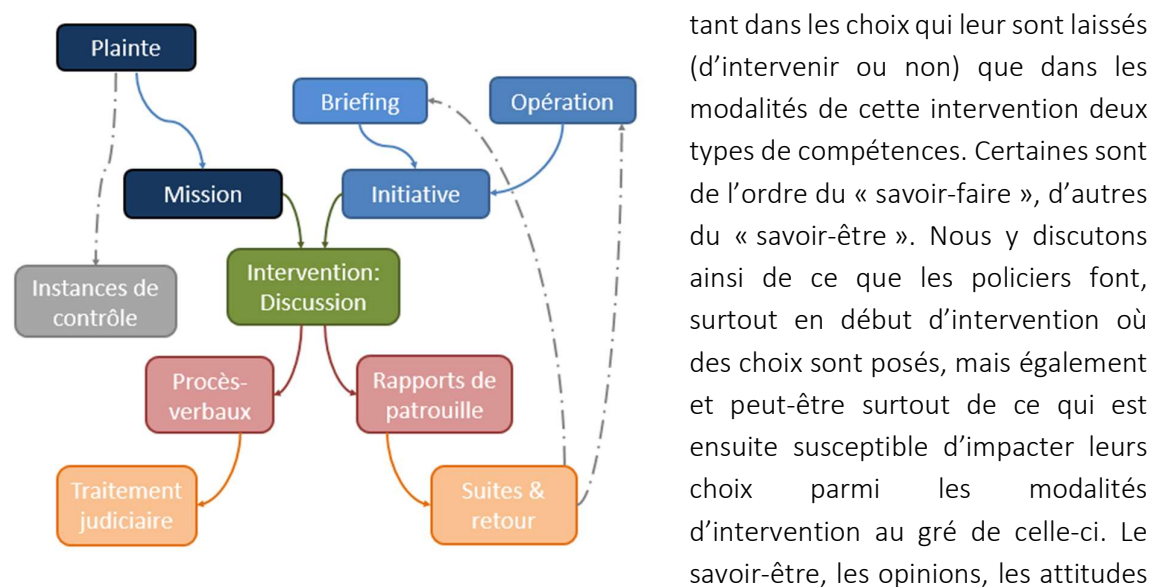 Plainte
Briefing
Opération
Mission
Initiative
Instances de
contrôle
Intervention:
Discussion
Procès-
verbaux
Rapports de
patrouille
Traitement
judiciaire
Suites &
retour
tant dans les choix qui leur sont laissés
(d’intervenir ou non) que dans les
modalités de cette intervention deux
types de compétences. Certaines sont
de l’ordre du « savoir-faire », d’autres
du « savoir-être ». Nous y discutons
ainsi de ce que les policiers font,
surtout en début d’intervention où
des choix sont posés, mais également
et peut-être surtout de ce qui est
ensuite susceptible d’impacter leurs
choix parmi les modalités
d’intervention au gré de celle-ci. Le
savoir-être, les opinions, les attitudes